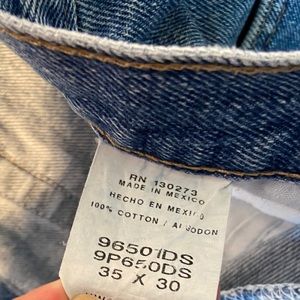 RN 130273
MADE IN MEXICO
HECHO EN MEXICO
100% COTTON / ALGODON
96501DS
9P650DS
35 X 30